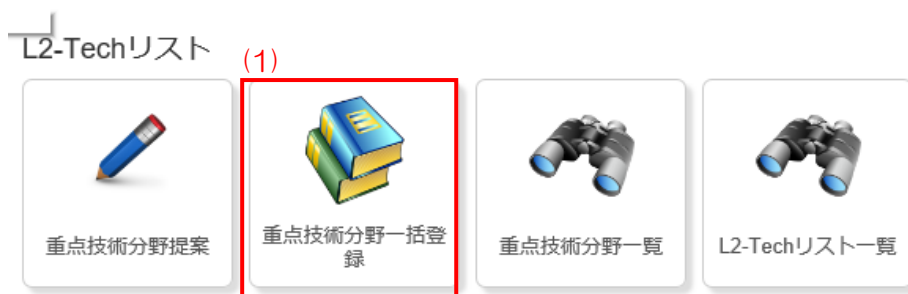 L2-Techリスト
(1)
重点技術分野提案
重点技術分野一括登
録
重点技術分野一覧
L2-Techリスト一覧